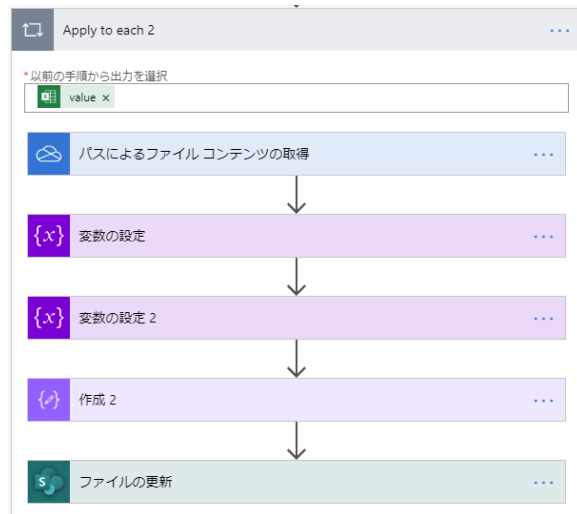 Apply to each 2
*以前の手順から出力を選択
value ×
パスによるファイル コンテンツの取得
{x} 変数の設定
{x} 変数の設定 2
作成 2
S ファイルの更新